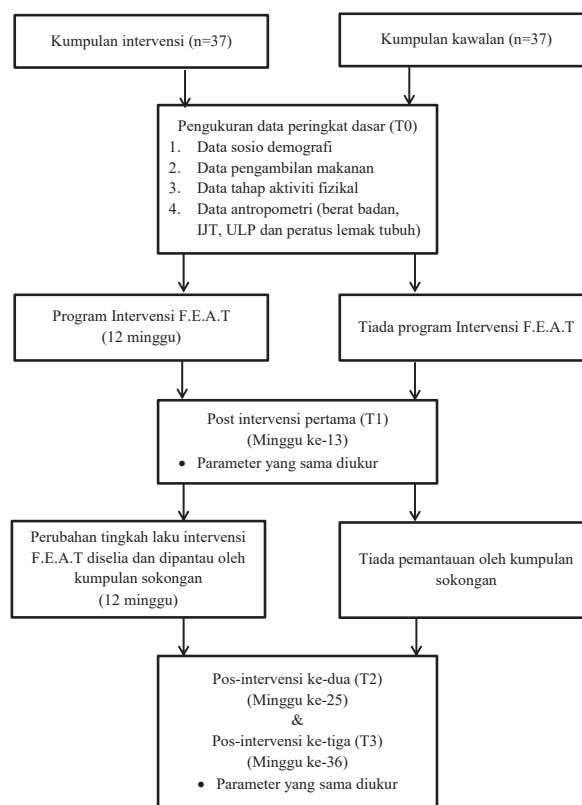 Kumpulan intervensi (n=37)
Kumpulan kawalan (n=37)
Pengukuran data peringkat dasar (T0)
1. Data sosio demografi
2. Data pengambilan makanan
3. Data tahap aktiviti fizikal
4. Data antropometri (berat badan,
IJT, ULP dan peratus lemak tubuh)
Program Intervensi F.E.A.T
(12 minggu)
Tiada program Intervensi F.E.A.T
Post intervensi pertama (T1)
(Minggu ke-13)
• Parameter yang sama diukur
Perubahan tingkah laku intervensi
F.E.A.T diselia dan dipantau oleh
kumpulan sokongan
(12 minggu)
Tiada pemantauan oleh kumpulan
sokongan
Pos-intervensi ke-dua (T2)
(Minggu ke-25)
&
Pos-intervensi ke-tiga (T3)
(Minggu ke-36)
• Parameter yang sama diukur